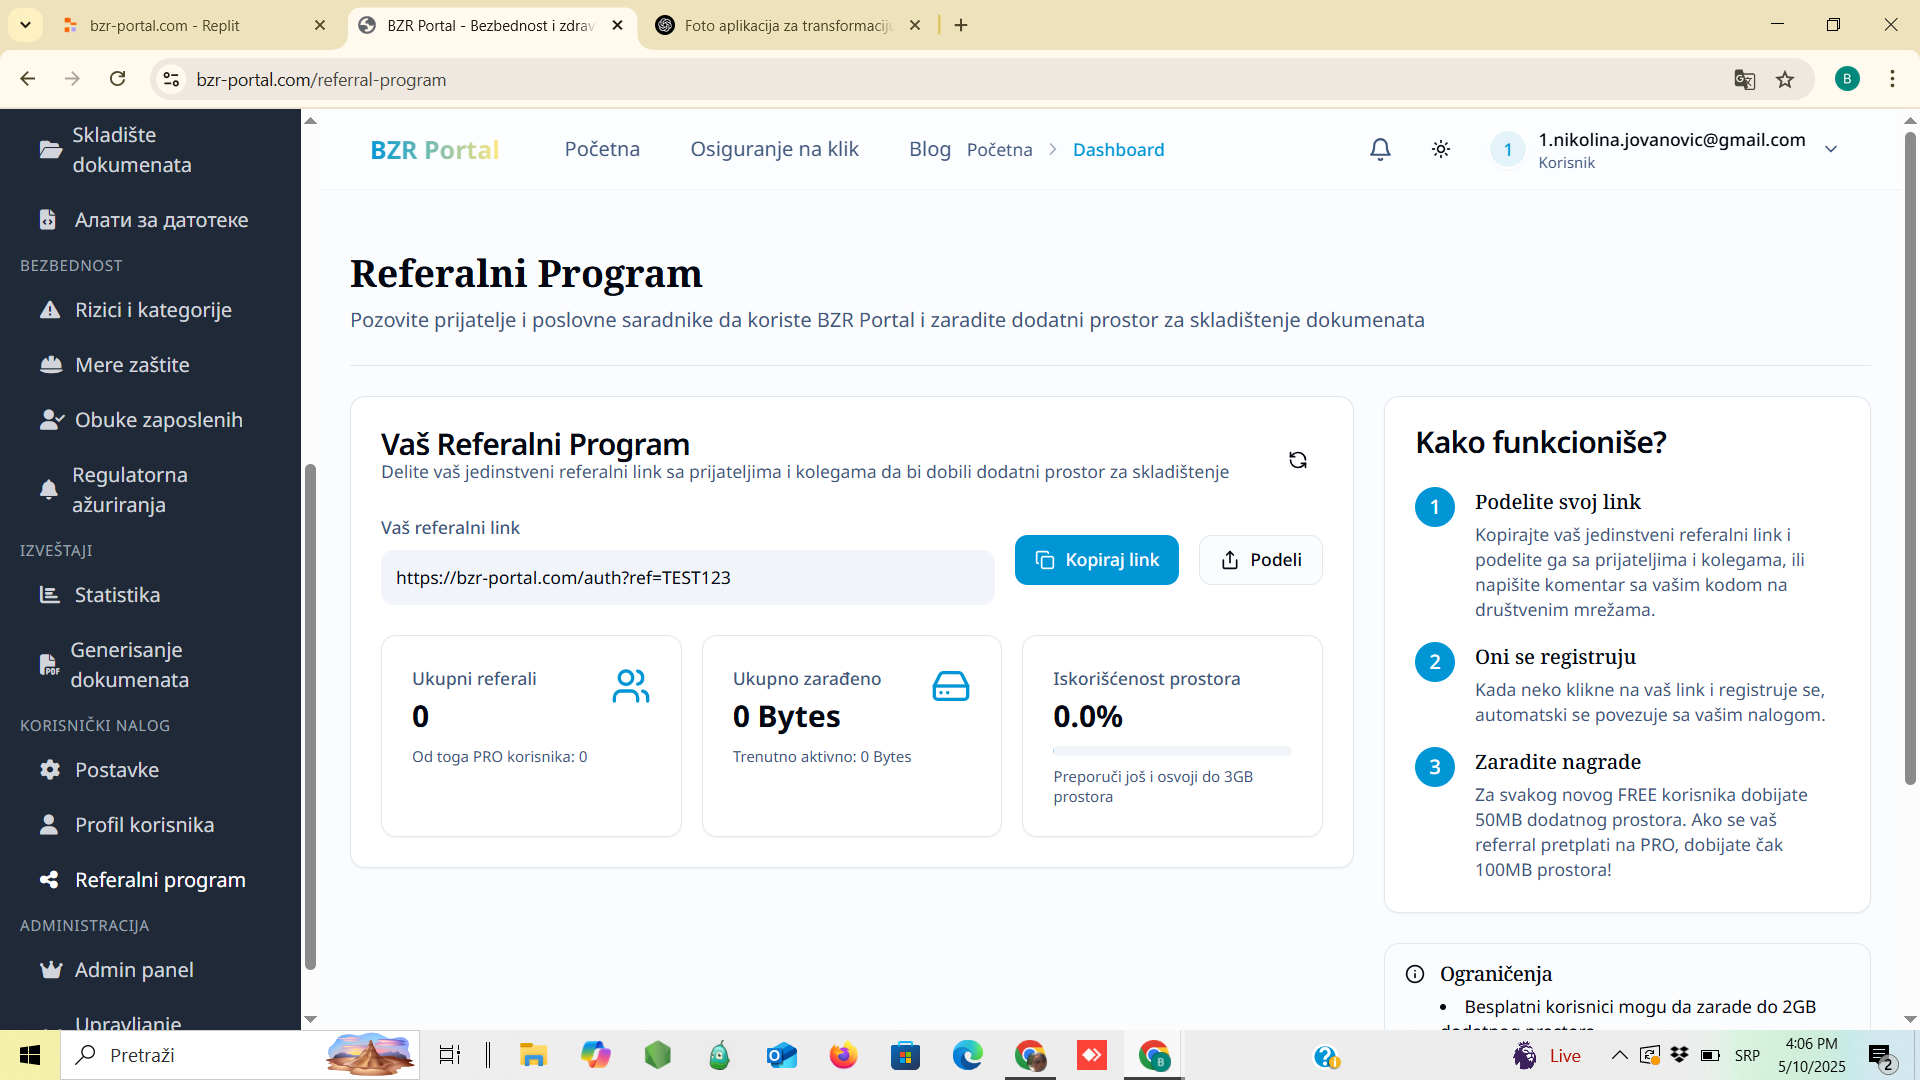 bzr-portal.com - Replit
BZR Portal - Bezbednost i zdrav
Foto aplikacija za transformaciju
bzr-portal.com/referral-program
B
Skladište
dokumenata
Алати за датотеке
BEZBEDNOST
Rizici i kategorije
Mere zaštite
Obuke zaposlenih
Regulatorna
ažuriranja
IZVEŠTAJI
Statistika
Generisanje
dokumenata
KORISNIČKI NALOG
Postavke
Profil korisnika
Referalni program
ADMINISTRACIJA
Admin panel
Upravljanje
BZR Portal
Početna
Osiguranje na klik
Blog
Početna
Dashboard
1
1.nikolina.jovanovic@gmail.com
Korisnik
Referalni Program
Pozovite prijatelje i poslovne saradnike da koriste BZR Portal i zaradite dodatni prostor za skladištenje dokumenata
Vaš Referalni Program
Delite vaš jedinstveni referalni link sa prijateljima i kolegama da bi dobili dodatni prostor za skladištenje
Vaš referalni link
https://bzr-portal.com/auth?ref=TEST123
Kopiraj link
Podeli
Ukupni referali
0
Od toga PRO korisnika: 0
Ukupno zarađeno
0 Bytes
Trenutno aktivno: 0 Bytes
Iskorišćenost prostora
0.0%
Preporuči još i osvoji do 3GB
prostora
Kako funkcioniše?
1
Podelite svoj link
Kopirajte vaš jedinstveni referalni link i
podelite ga sa prijateljima i kolegama, ili
napišite komentar sa vašim kodom na
društvenim mrežama.
2
Oni se registruju
Kada neko klikne na vaš link i registruje se,
automatski se povezuje sa vašim nalogom.
3
Zaradite nagrade
Za svakog novog FREE korisnika dobijate
50MB dodatnog prostora. Ako se vaš
referral pretplati na PRO, dobijate čak
100MB prostora!
Ograničenja
• Besplatni korisnici mogu da zarade do 2GB
dodatnog prostora
Pretraži
Live
SRP
4:06 PM
5/10/2025
2